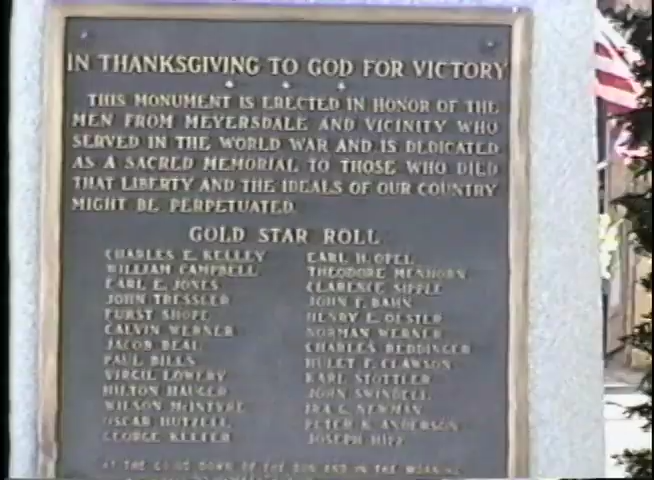 IN THANKSGIVING TO GOD FOR VICTORY
THIS MONUMENT IS ERECTED IN HONOR OF THE
MEN FROM MEYERSDALE AND VICINITY WHO
SERVED IN THE WORLD WAR AND IS DEDICATED
AS A SACRED MEMORIAL TO THOSE WHO DIED
THAT LIBERTY AND THE IDEALS OF OUR COUNTRY
MIGHT BE PERPETUATED
GOLD STAR ROLL
CHARLES E. KELLEY
WILLIAM CAMPBELL
EARL E. JONES
JOHN TRESSLER
FURST SHOPE
CALVIN WERNER
JACOB BEAL
PAUL BILLS
VIRGIL LOWERY
HILTON HAUGER
WILSON McINTYRE
OSCAR HUTZELL
GEORGE KEEFER
EARL H. OPEL
THEODORE MENHORN
CLARENCE SIPPLE
JOHN F. BAHN
HENRY E. OESTER
NORMAN WERNER
CHARLES BEDDINGER
HULET F. CLAWSON
KARL STOTTLER
JOHN SWINDELL
IRA C. NEWMAN
PETER K. ANDERSON
JOSEPH HIPP
AT THE GOING DOWN OF THE SUN AND IN THE MORNING